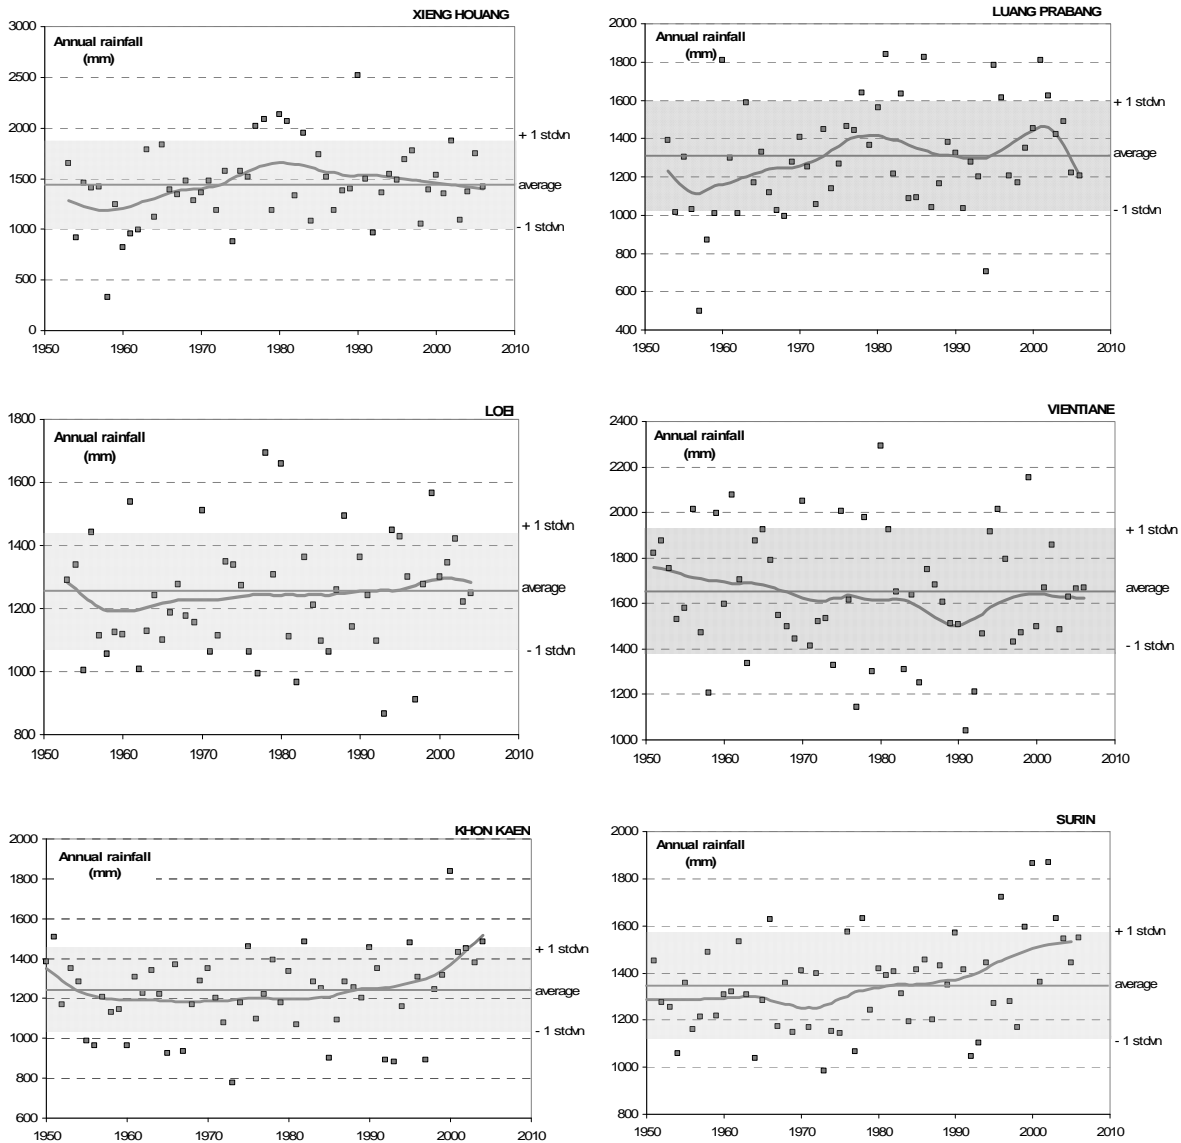 XIENG HOUANG
Annual rainfall
(mm)
3000
2500
2000
1500
1000
500
0
+ 1 stdvn
average
- 1 stdvn
1950 1960 1970 1980 1990 2000 2010
LUANG PRABANG
Annual rainfall
(mm)
2000
1800
1600
1400
1200
1000
800
600
400
+ 1 stdvn
average
- 1 stdvn
1950 1960 1970 1980 1990 2000 2010
LOEI
Annual rainfall
(mm)
1800
1600
1400
1200
1000
800
+ 1 stdvn
average
- 1 stdvn
1950 1960 1970 1980 1990 2000 2010
VIENTIANE
Annual rainfall
(mm)
2400
2200
2000
1800
1600
1400
1200
1000
+ 1 stdvn
average
- 1 stdvn
1950 1960 1970 1980 1990 2000 2010
KHON KAEN
Annual rainfall
(mm)
2000
1800
1600
1400
1200
1000
800
600
+ 1 stdvn
average
- 1 stdvn
1950 1960 1970 1980 1990 2000 2010
SURIN
Annual rainfall
(mm)
2000
1800
1600
1400
1200
1000
800
+ 1 stdvn
average
- 1 stdvn
1950 1960 1970 1980 1990 2000 2010